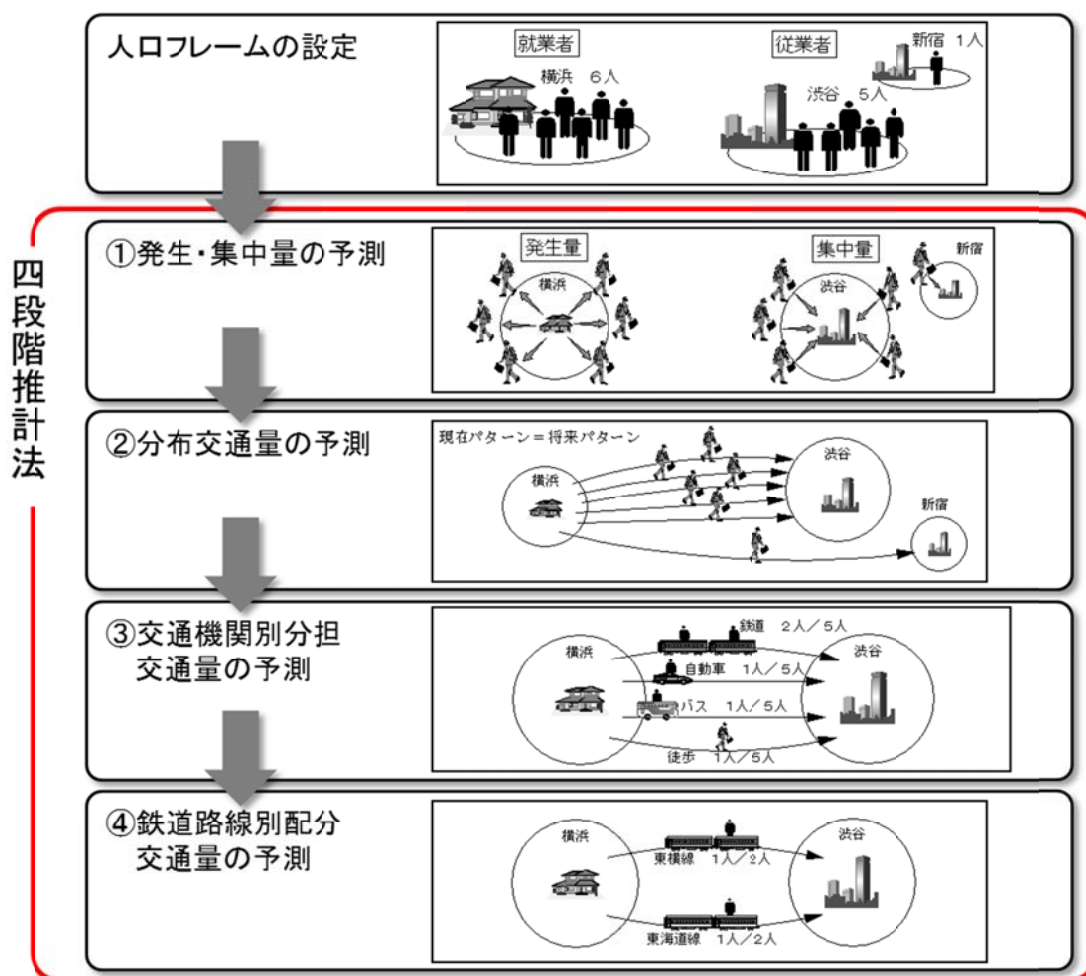 人口フレームの設定
就業者
横浜 6人
従業者
新宿 1人
渋谷 5人
四段階推計法
①発生・集中量の予測
発生量
横浜
集中量
渋谷
新宿
②分布交通量の予測
現在パターン=将来パターン
横浜
渋谷
新宿
③交通機関別分担
交通量の予測
横浜
鉄道 2人/5人
自動車 1人/5人
バス 1人/5人
徒歩 1人/5人
渋谷
④鉄道路線別配分
交通量の予測
横浜
東横線 1人/2人
東海道線 1人/2人
渋谷